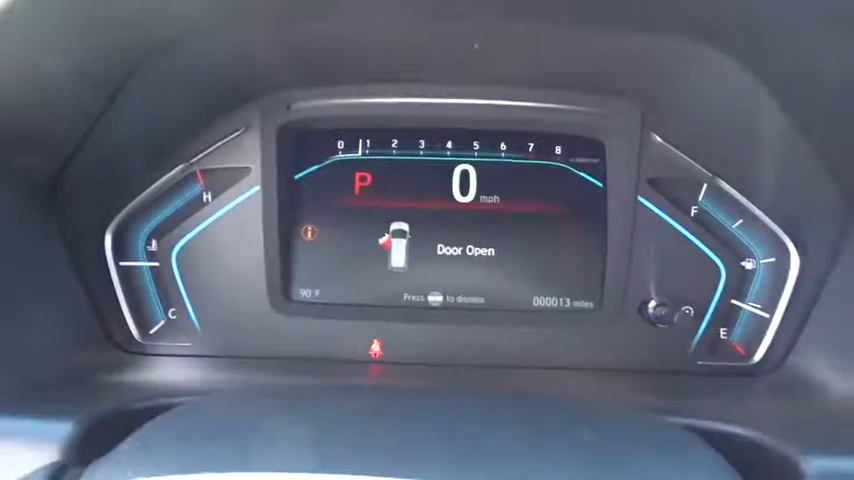 0 1 2 3 4 5 6 7 8
P 0 mph
H F
Door Open
C E
90°F Press to dismiss 000013 miles